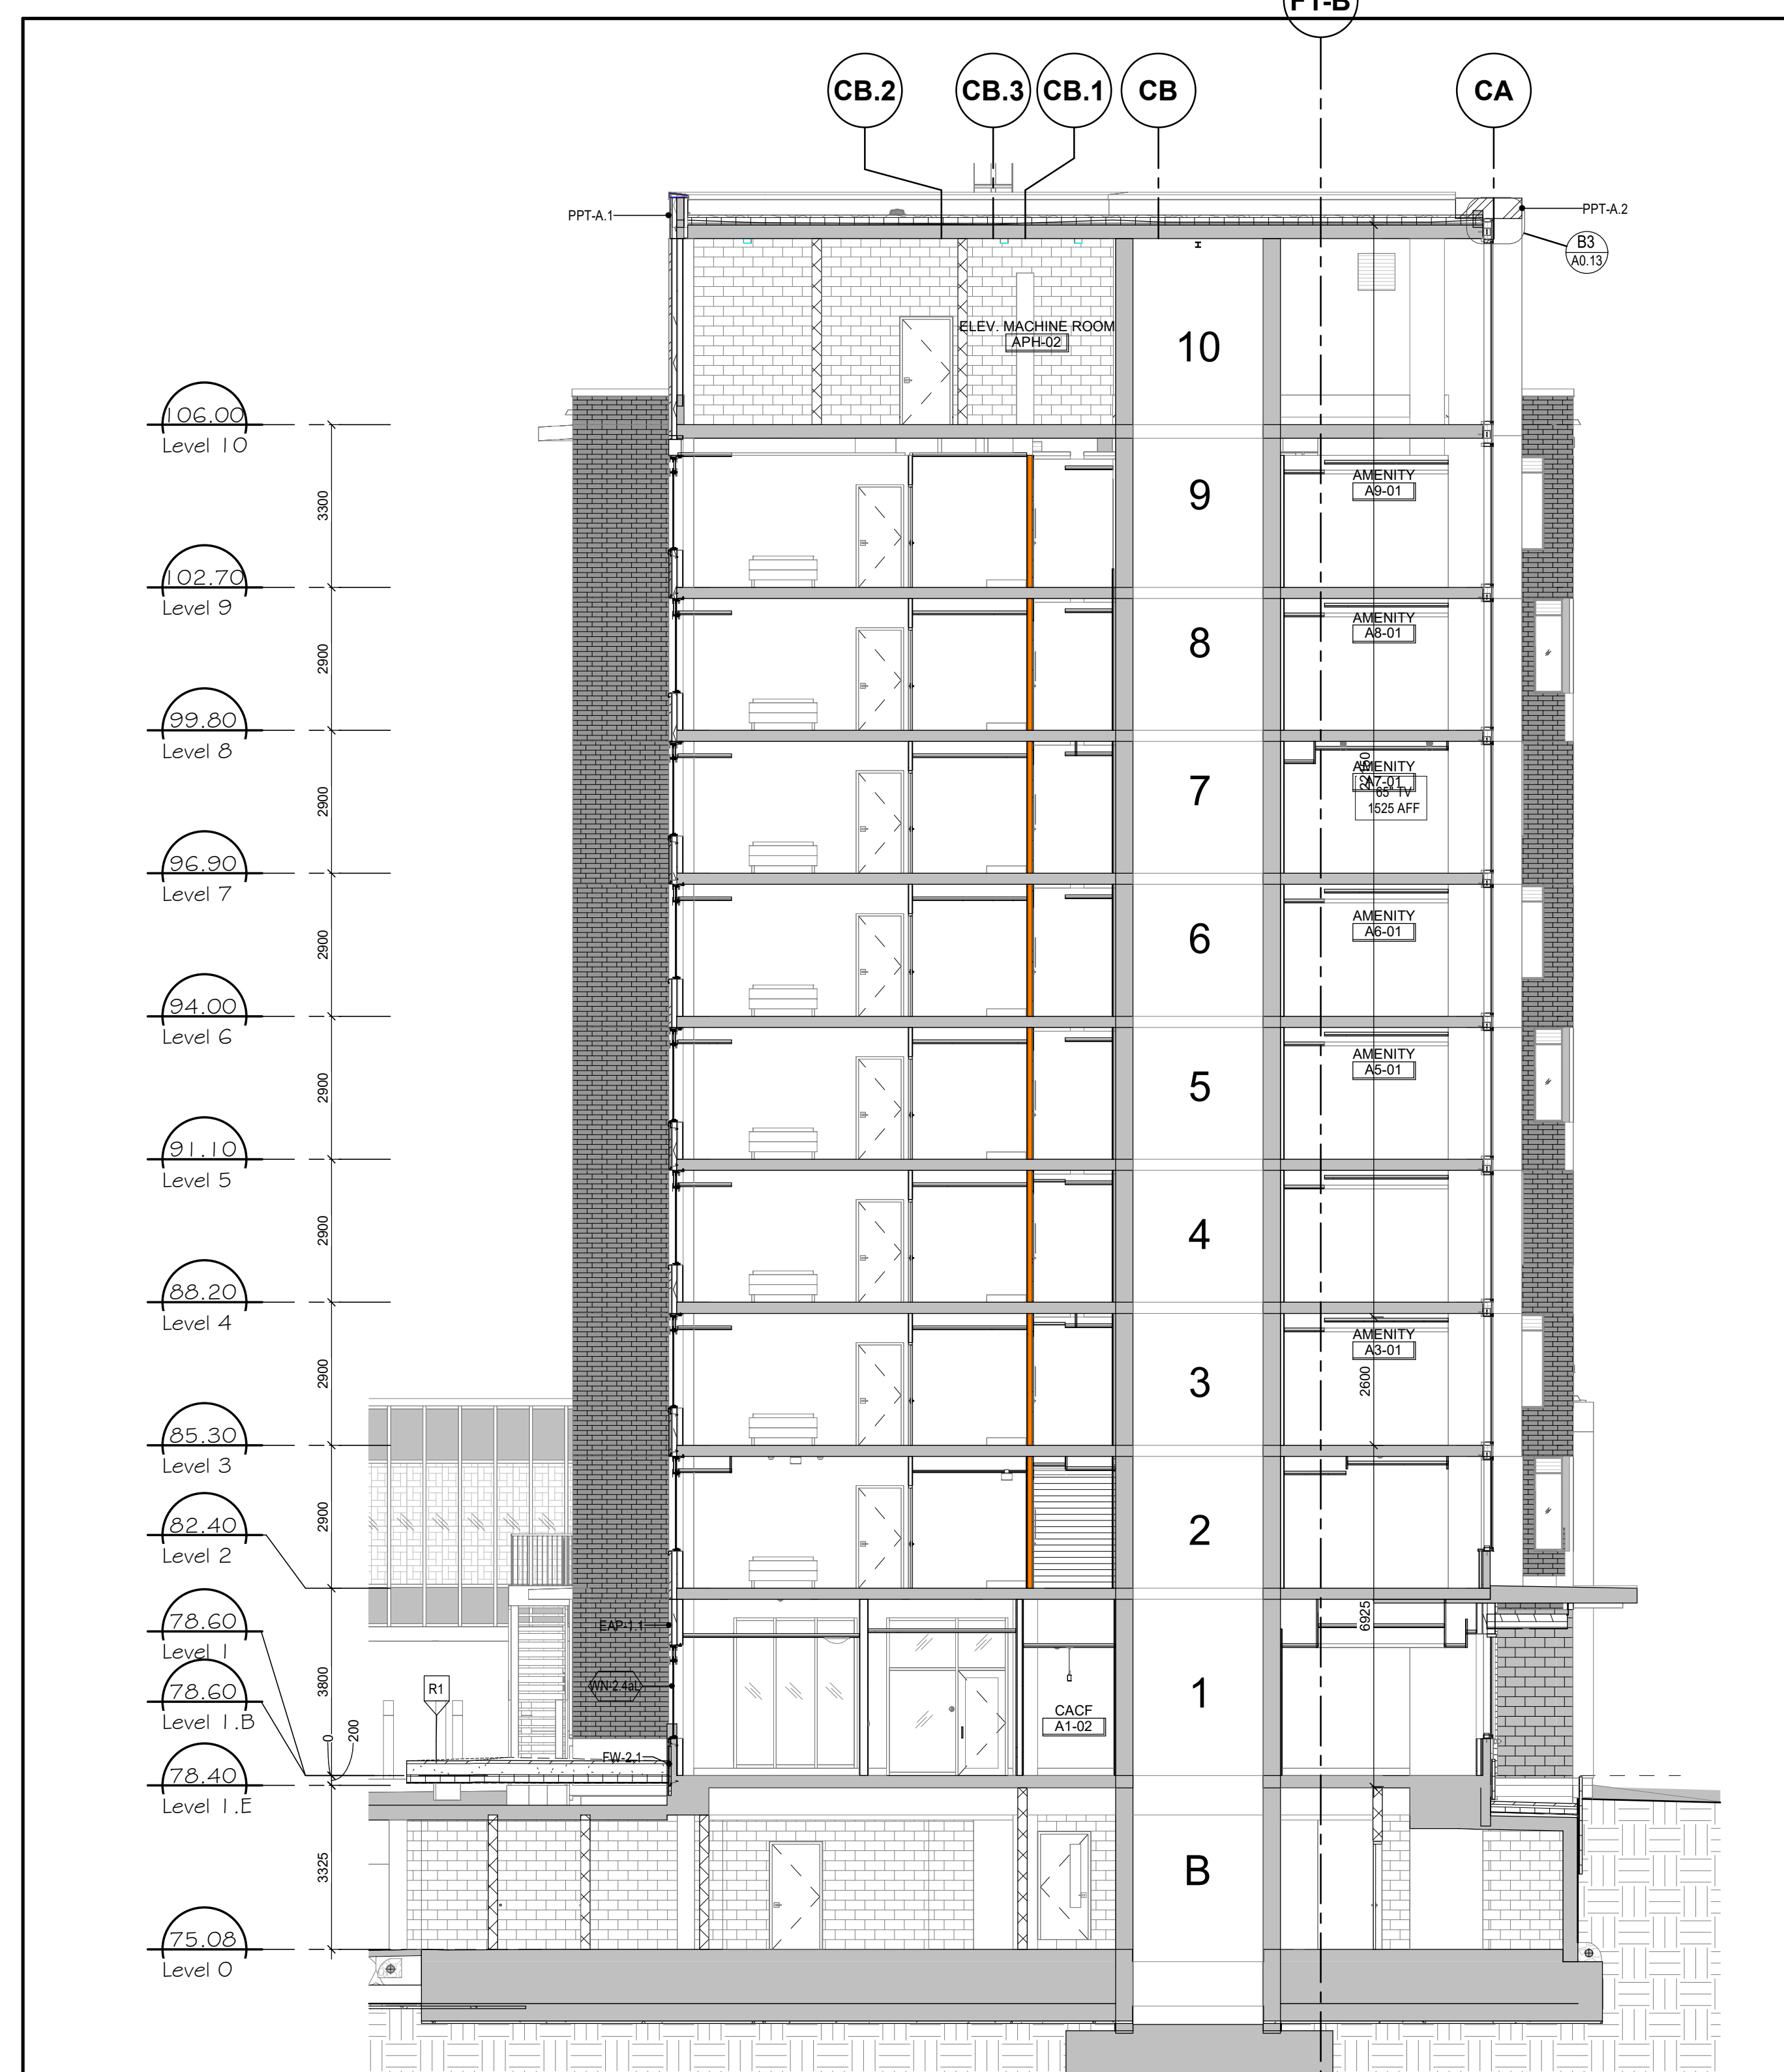 FT-B
CB.2
CB.3
CB.1
CB
CA
PPT-A.1
PPT-A.2
B3
A0.13
ELEV. MACHINE ROOM
APH-02
10
106.00
Level 10
3300
9
AMENITY
A9-01
102.70
Level 9
2900
8
AMENITY
A8-01
99.80
Level 8
2900
7
AMENITY
A7-01
65" TV
1525 AFF
96.90
Level 7
2900
6
AMENITY
A6-01
94.00
Level 6
2900
5
AMENITY
A5-01
91.10
Level 5
2900
4
88.20
Level 4
2900
3
AMENITY
A3-01
2600
85.30
Level 3
2900
2
82.40
Level 2
78.60
Level 1
EAP-1.1
6925
3800
WN-2.4aL
1
78.60
Level 1.B
R1
CACF
A1-02
0
200
FW-2.1
78.40
Level 1.E
3325
B
75.08
Level 0